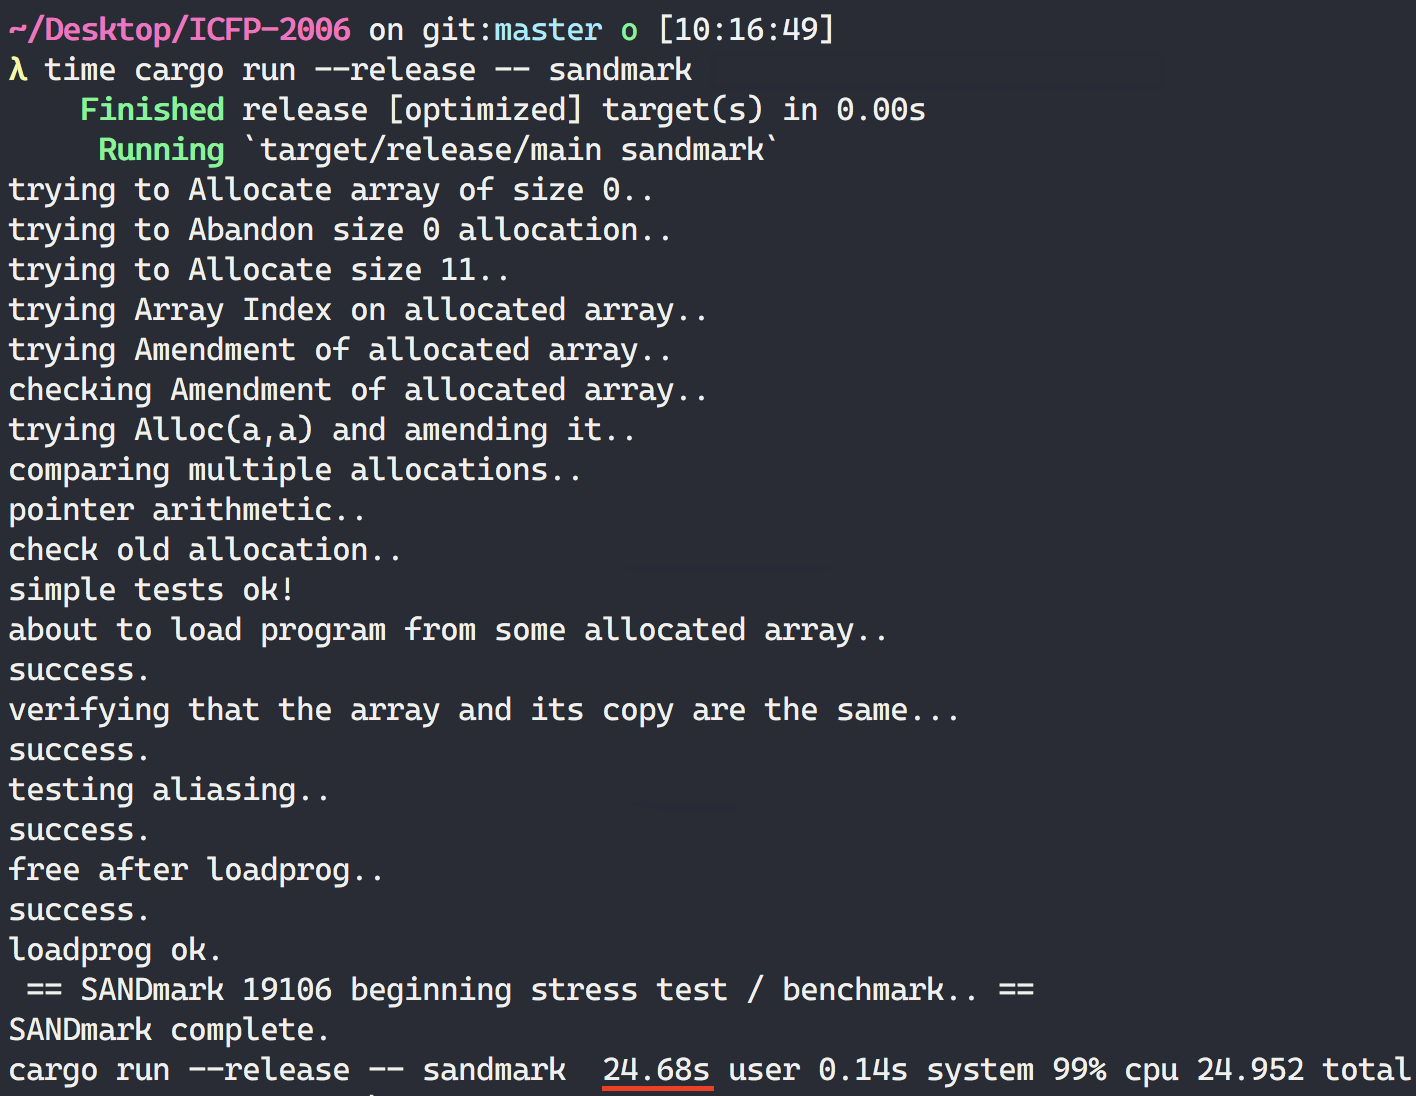 ~/Desktop/ICFP-2006 on git:master o [10:16:49]
λ time cargo run --release -- sandmark
Finished release [optimized] target(s) in 0.00s
Running `target/release/main sandmark`
trying to Allocate array of size 0..
trying to Abandon size 0 allocation..
trying to Allocate size 11..
trying Array Index on allocated array..
trying Amendment of allocated array..
checking Amendment of allocated array..
trying Alloc(a,a) and amending it..
comparing multiple allocations..
pointer arithmetic..
check old allocation..
simple tests ok!
about to load program from some allocated array..
success.
verifying that the array and its copy are the same...
success.
testing aliasing..
success.
free after loadprog..
success.
loadprog ok.
== SANDmark 19106 beginning stress test / benchmark.. ==
SANDmark complete.
cargo run --release -- sandmark  24.68s user 0.14s system 99% cpu 24.952 total